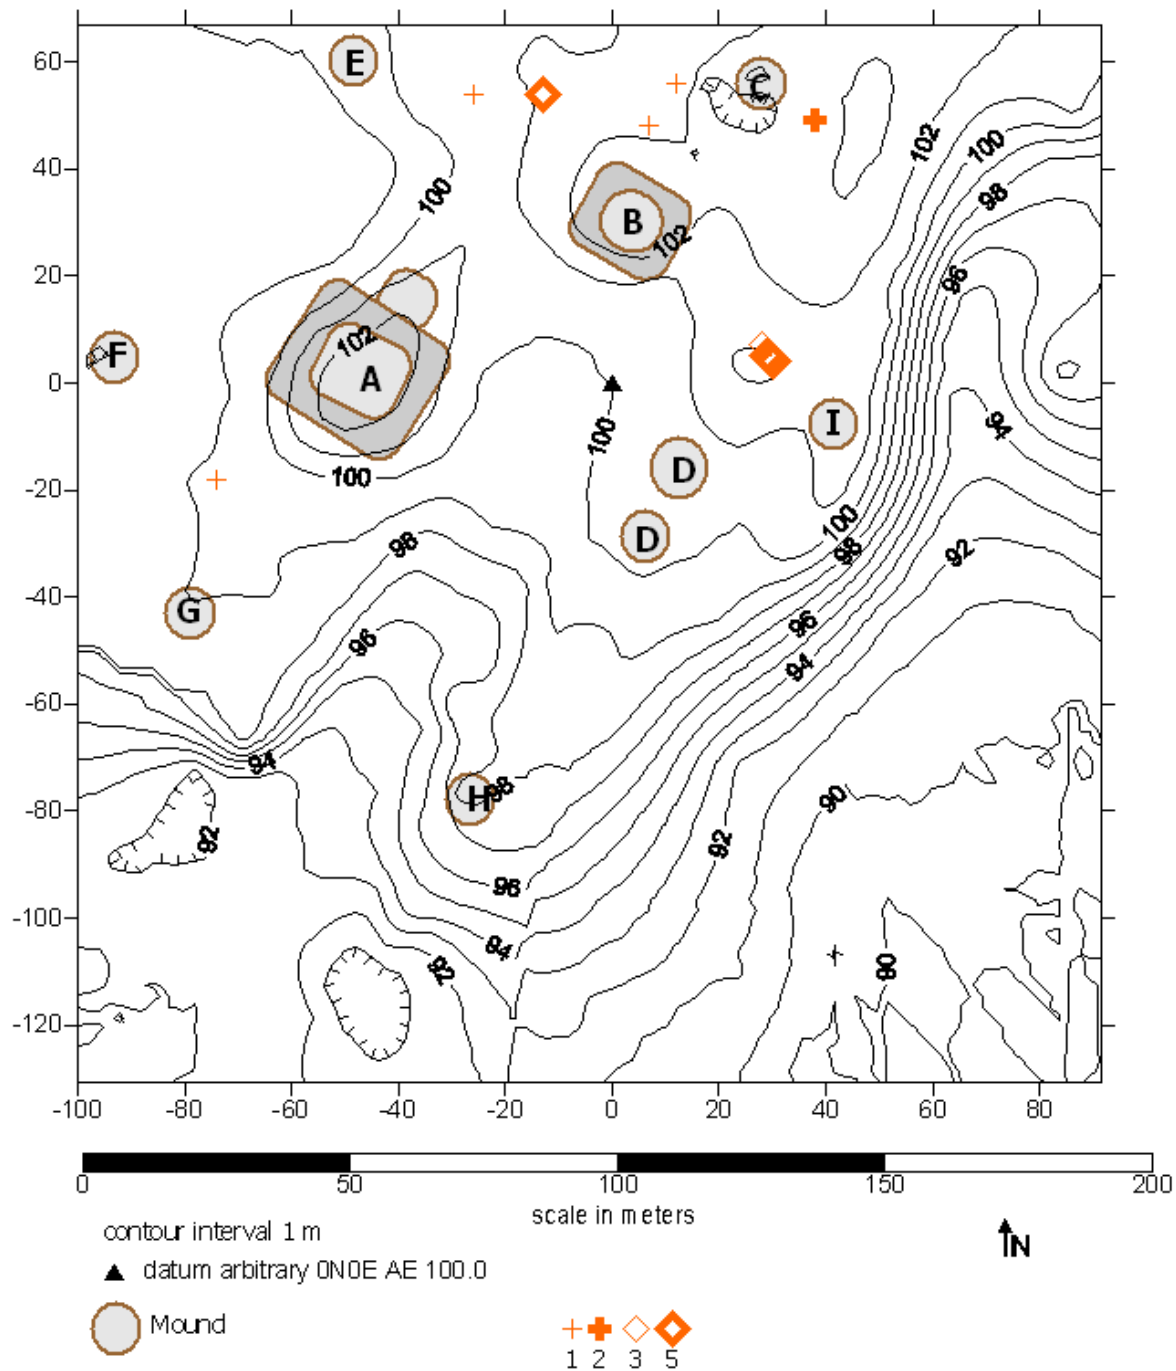 60
E
C
102
100
40
100
98
B
102
20
96
102
F
A
0
I
94
100
100
D
-20
D
100
98
98
92
-40
G
96
96
94
-60
94
H
98
90
-80
92
92
96
-100
94
92
90
-120
-100 -80 -60 -40 -20 0 20 40 60 80
0 50 100 150 200
scale in meters
contour interval 1 m
N
datum arbitrary 0N0E AE 100.0
Mound
1 2 3 5